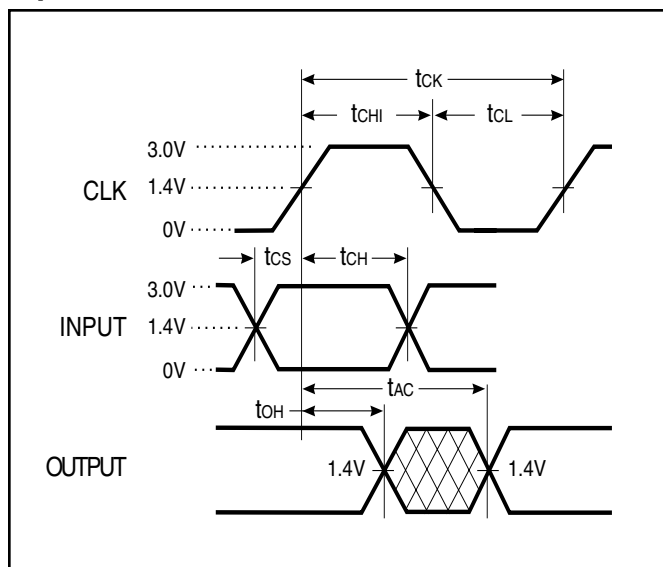 tCK
tCHI tCL
3.0V
CLK 1.4V
0V
tCS tCH
3.0V
INPUT 1.4V
0V
tAC
tOH
OUTPUT 1.4V 1.4V